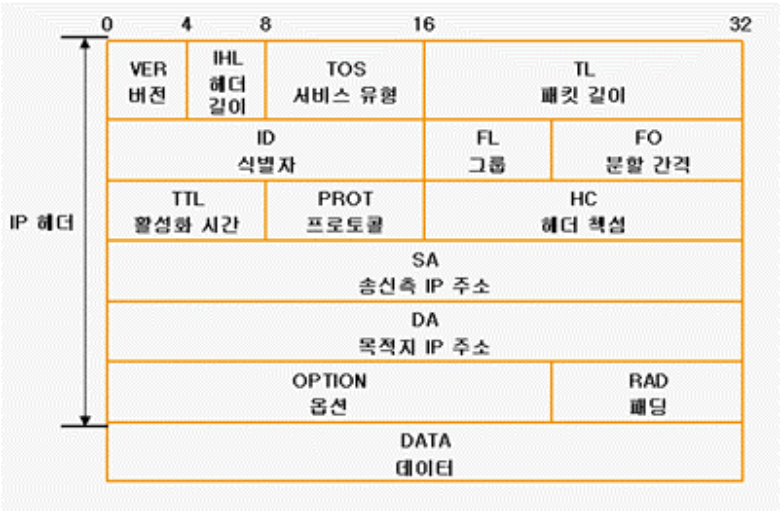 0 4 8 16 32
VER
버전
IHL
헤더
길이
TOS
서비스 유형
TL
패킷 길이
ID
식별자
FL
그룹
FO
분할 간격
TTL
활성화 시간
PROT
프로토콜
HC
헤더 책섬
IP 헤더
SA
송신측 IP 주소
DA
목적지 IP 주소
OPTION
옵션
RAD
패딩
DATA
데이터